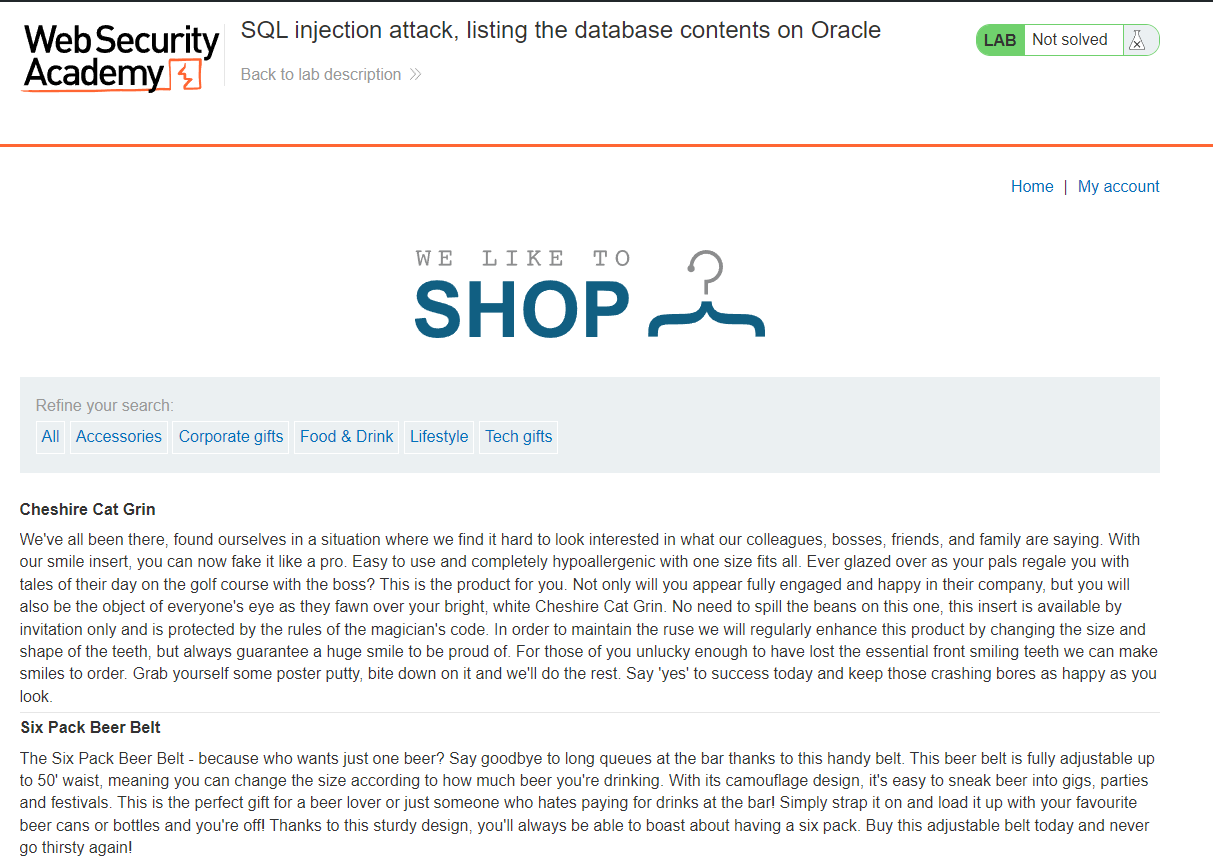 Web Security
Academy
SQL injection attack, listing the database contents on Oracle
Back to lab description
LAB Not solved
Home | My account
WE LIKE TO
SHOP
Refine your search:
All Accessories Corporate gifts Food & Drink Lifestyle Tech gifts
Cheshire Cat Grin
We've all been there, found ourselves in a situation where we find it hard to look interested in what our colleagues, bosses, friends, and family are saying. With
our smile insert, you can now fake it like a pro. Easy to use and completely hypoallergenic with one size fits all. Ever glazed over as your pals regale you with
tales of their day on the golf course with the boss? This is the product for you. Not only will you appear fully engaged and happy in their company, but you will
also be the object of everyone's eye as they fawn over your bright, white Cheshire Cat Grin. No need to spill the beans on this one, this insert is available by
invitation only and is protected by the rules of the magician's code. In order to maintain the ruse we will regularly enhance this product by changing the size and
shape of the teeth, but always guarantee a huge smile to be proud of. For those of you unlucky enough to have lost the essential front smiling teeth we can make
smiles to order. Grab yourself some poster putty, bite down on it and we'll do the rest. Say 'yes' to success today and keep those crashing bores as happy as you
look.
Six Pack Beer Belt
The Six Pack Beer Belt - because who wants just one beer? Say goodbye to long queues at the bar thanks to this handy belt. This beer belt is fully adjustable up
to 50' waist, meaning you can change the size according to how much beer you're drinking. With its camouflage design, it's easy to sneak beer into gigs, parties
and festivals. This is the perfect gift for a beer lover or just someone who hates paying for drinks at the bar! Simply strap it on and load it up with your favourite
beer cans or bottles and you're off! Thanks to this sturdy design, you'll always be able to boast about having a six pack. Buy this adjustable belt today and never
go thirsty again!